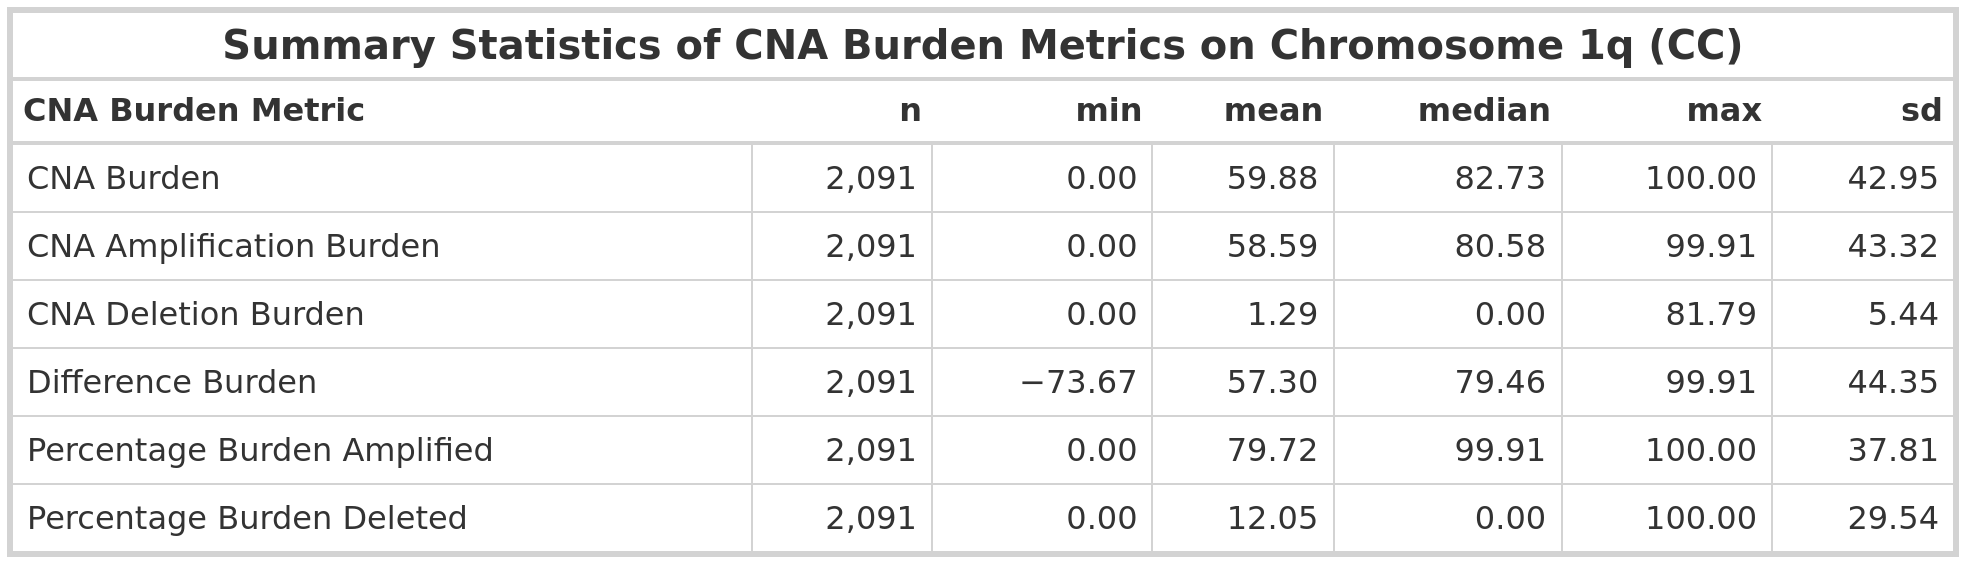 Summary Statistics of CNA Burden Metrics on Chromosome 1q (CC)
CNA Burden Metric n min mean median max sd
CNA Burden 2,091 0.00 59.88 82.73 100.00 42.95
CNA Amplification Burden 2,091 0.00 58.59 80.58 99.91 43.32
CNA Deletion Burden 2,091 0.00 1.29 0.00 81.79 5.44
Difference Burden 2,091 −73.67 57.30 79.46 99.91 44.35
Percentage Burden Amplified 2,091 0.00 79.72 99.91 100.00 37.81
Percentage Burden Deleted 2,091 0.00 12.05 0.00 100.00 29.54